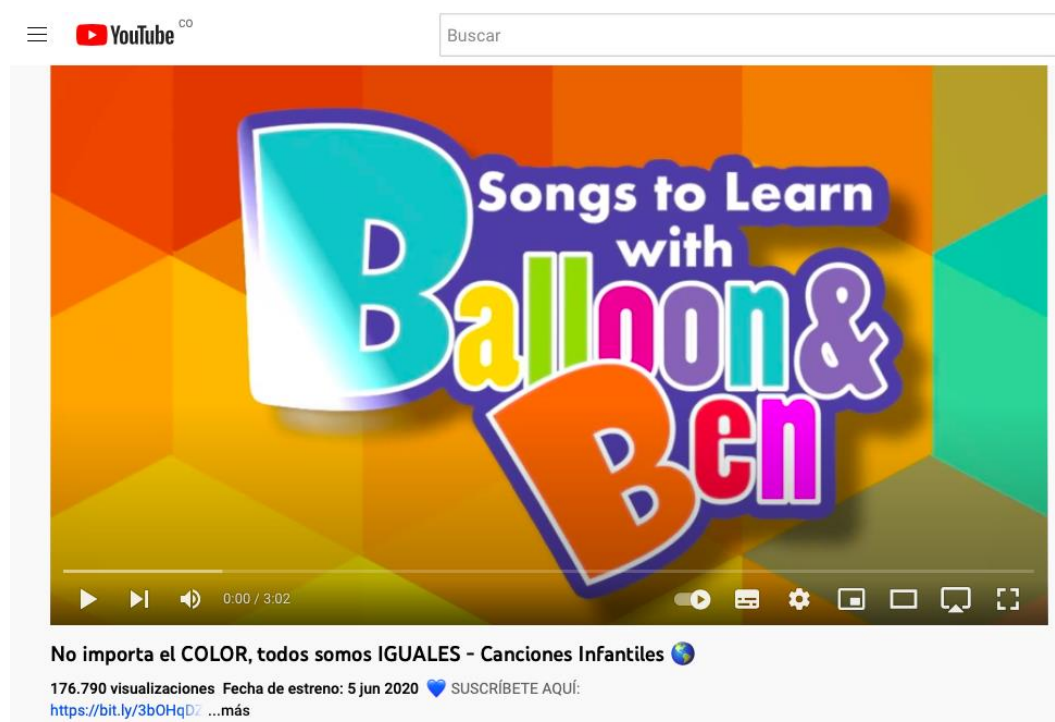 YouTube CO
Buscar
Songs to Learn
with
Balloon &
Ben
0:00 / 3:02
No importa el COLOR, todos somos IGUALES - Canciones Infantiles
176.790 visualizaciones Fecha de estreno: 5 jun 2020 SUSCRÍBETE AQUÍ:
...más